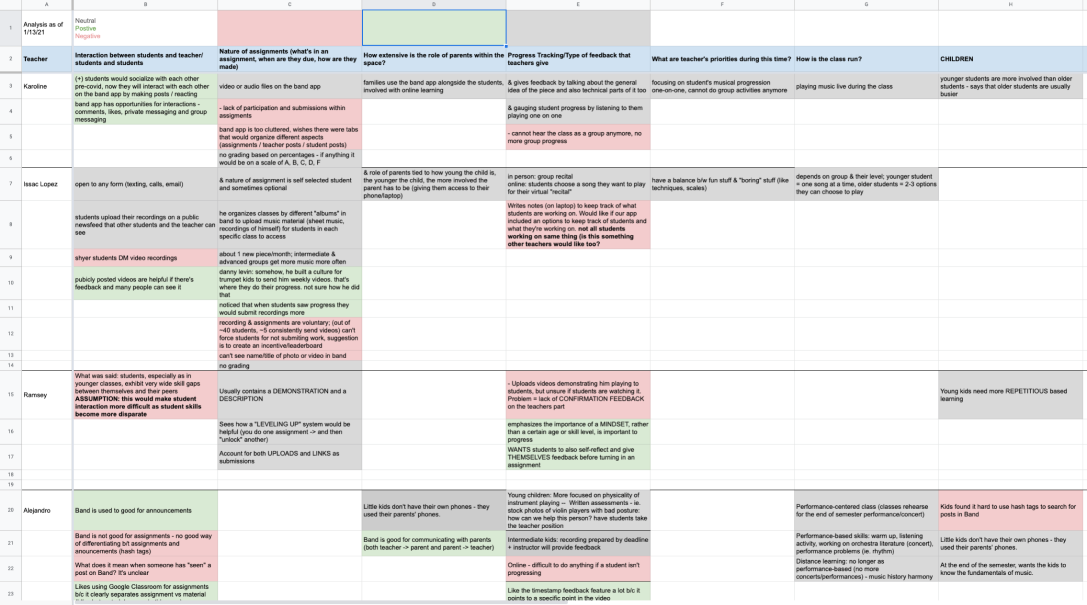 A B C D E F G H
1 Analysis as of
1/13/21
Neutral
Postive
Negative
2 Teacher
Interaction between students and teacher/
students and students
Nature of assignments (what's in an
assignment, when are they due, how are they
made)
How extensive is the role of parents within the
space?
Progress Tracking/Type of feedback that
teachers give
What are teacher's priorities during this time?
How is the class run?
CHILDREN
3 Karoline
(+) students would socialize with each other
pre-covid, now they will interact with each other
on the band app by making posts / reacting
video or audio files on the band app
families use the band app alongside the students,
involved with online learning
& gives feedback by talking about the general
idea of the piece and also technical parts of it too
focusing on student's musical progression
one-on-one, cannot do group activities anymore
playing music live during the class
younger students are more involved than older
students - says that older students are usually
busier
4
band app has opportunities for interactions -
comments, likes, private messaging and group
messaging
- lack of participation and submissions within
assigments
& gauging student progress by listening to them
playing one on one
5
band app is too cluttered, wishes there were tabs
that would organize different aspects
(assignments / teacher posts / student posts)
- cannot hear the class as a group anymore, no
more group progress
6
no grading based on percentages - if anything it
would be on a scale of A, B, C, D, F
7 Issac Lopez
open to any form (texting, calls, email)
& nature of assignment is self selected student
and sometimes optional
& role of parents tied to how young the child is,
the younger the child, the more involved the
parent has to be (giving them access to their
phone/laptop)
in person: group recital
online: students choose a song they want to play
for their virtual "recital"
have a balance b/w fun stuff & "boring" stuff (like
techniques, scales)
depends on group & their level; younger student
= one song at a time, older students = 2-3 options
they can choose to play
8
students upload their recordings on a public
newsfeed that other students and the teacher can
see
he organizes classes by different "albums" in
band to upload music material (sheet music,
recordings of himself) for students in each
specific class to access
Writes notes (on laptop) to keep track of what
students are working on. Would like if our app
included an options to keep track of students and
what they're working on. not all students
working on same thing (is this something
other teachers would like too?
9
shyer students DM video recordings
about 1 new piece/month; intermediate &
advanced groups get more music more often
10
pubicly posted videos are helpful if there's
feedback and many people can see it
danny levin: somehow, he built a culture for
trumpet kids to send him weekly videos. that's
where they do their progress. not sure how he did
that
11
noticed that when students saw progress they
would submit recordings more
12
recording & assignments are voluntary; (out of
~40 students, ~5 consistently send videos) can't
force students for not submiting work, suggestion
is to create an incentive/leaderboard
13
can't see name/title of photo or video in band
14
no grading
15 Ramsey
What was said: students, especially as in
younger classes, exhibit very wide skill gaps
between themselves and their peers
ASSUMPTION: this would make student
interaction more difficult as student skills
become more disparate
Usually contains a DEMONSTRATION and a
DESCRIPTION
- Uploads videos demonstrating him playing to
students, but unsure if students are watching it.
Problem = lack of CONFIRMATION FEEDBACK
on the teachers part
Young kids need more REPETITIOUS based
learning
16
Sees how a "LEVELING UP" system would be
helpful (you do one assignment -> and then
"unlock" another)
emphasizes the importance of a MINDSET, rather
than a certain age or skill level, is important to
progress
17
Account for both UPLOADS and LINKS as
submissions
WANTS students to also self-reflect and give
THEMSELVES feedback before turning in an
assignment
18
19
20 Alejandro
Band is used to good for announcements
Little kids don't have their own phones - they
used their parents' phones.
Young children: More focused on physicality of
instrument playing -- Written assessments - ie.
stock photos of violin players with bad posture:
how can we help this person? have students take
the teacher position
Performance-centered class (classes rehearse
for the end of semester performance/concert)
Kids found it hard to use hash tags to search for
posts in Band
21
Band is not good for assignments - no good way
of differentiating b/t assignments and
anouncements (hash tags)
Band is good for communicating with parents
(both teacher -> parent and parent -> teacher)
Intermediate kids: recording prepared by deadline
+ instructor will provide feedback
Performance-based skills: warm up, listening
activity, working on orchestra literature (concert),
performance problems (ie. rhythm)
Little kids don't have their own phones - they
used their parents' phones.
22
What does it mean when someone has "seen" a
post on Band? It's unclear
Online - difficult to do anything if a student isn't
progressing
Distance learning: no longer as
performance-based (no more
concerts/performances) - music history harmony
At the end of the semester, wants the kids to
know the fundamentals of music.
23
Likes using Google Classroom for assignments
b/c it clearly separates assignment vs material
Like the timestamp feedback feature a lot b/c it
points to a specific point in the video